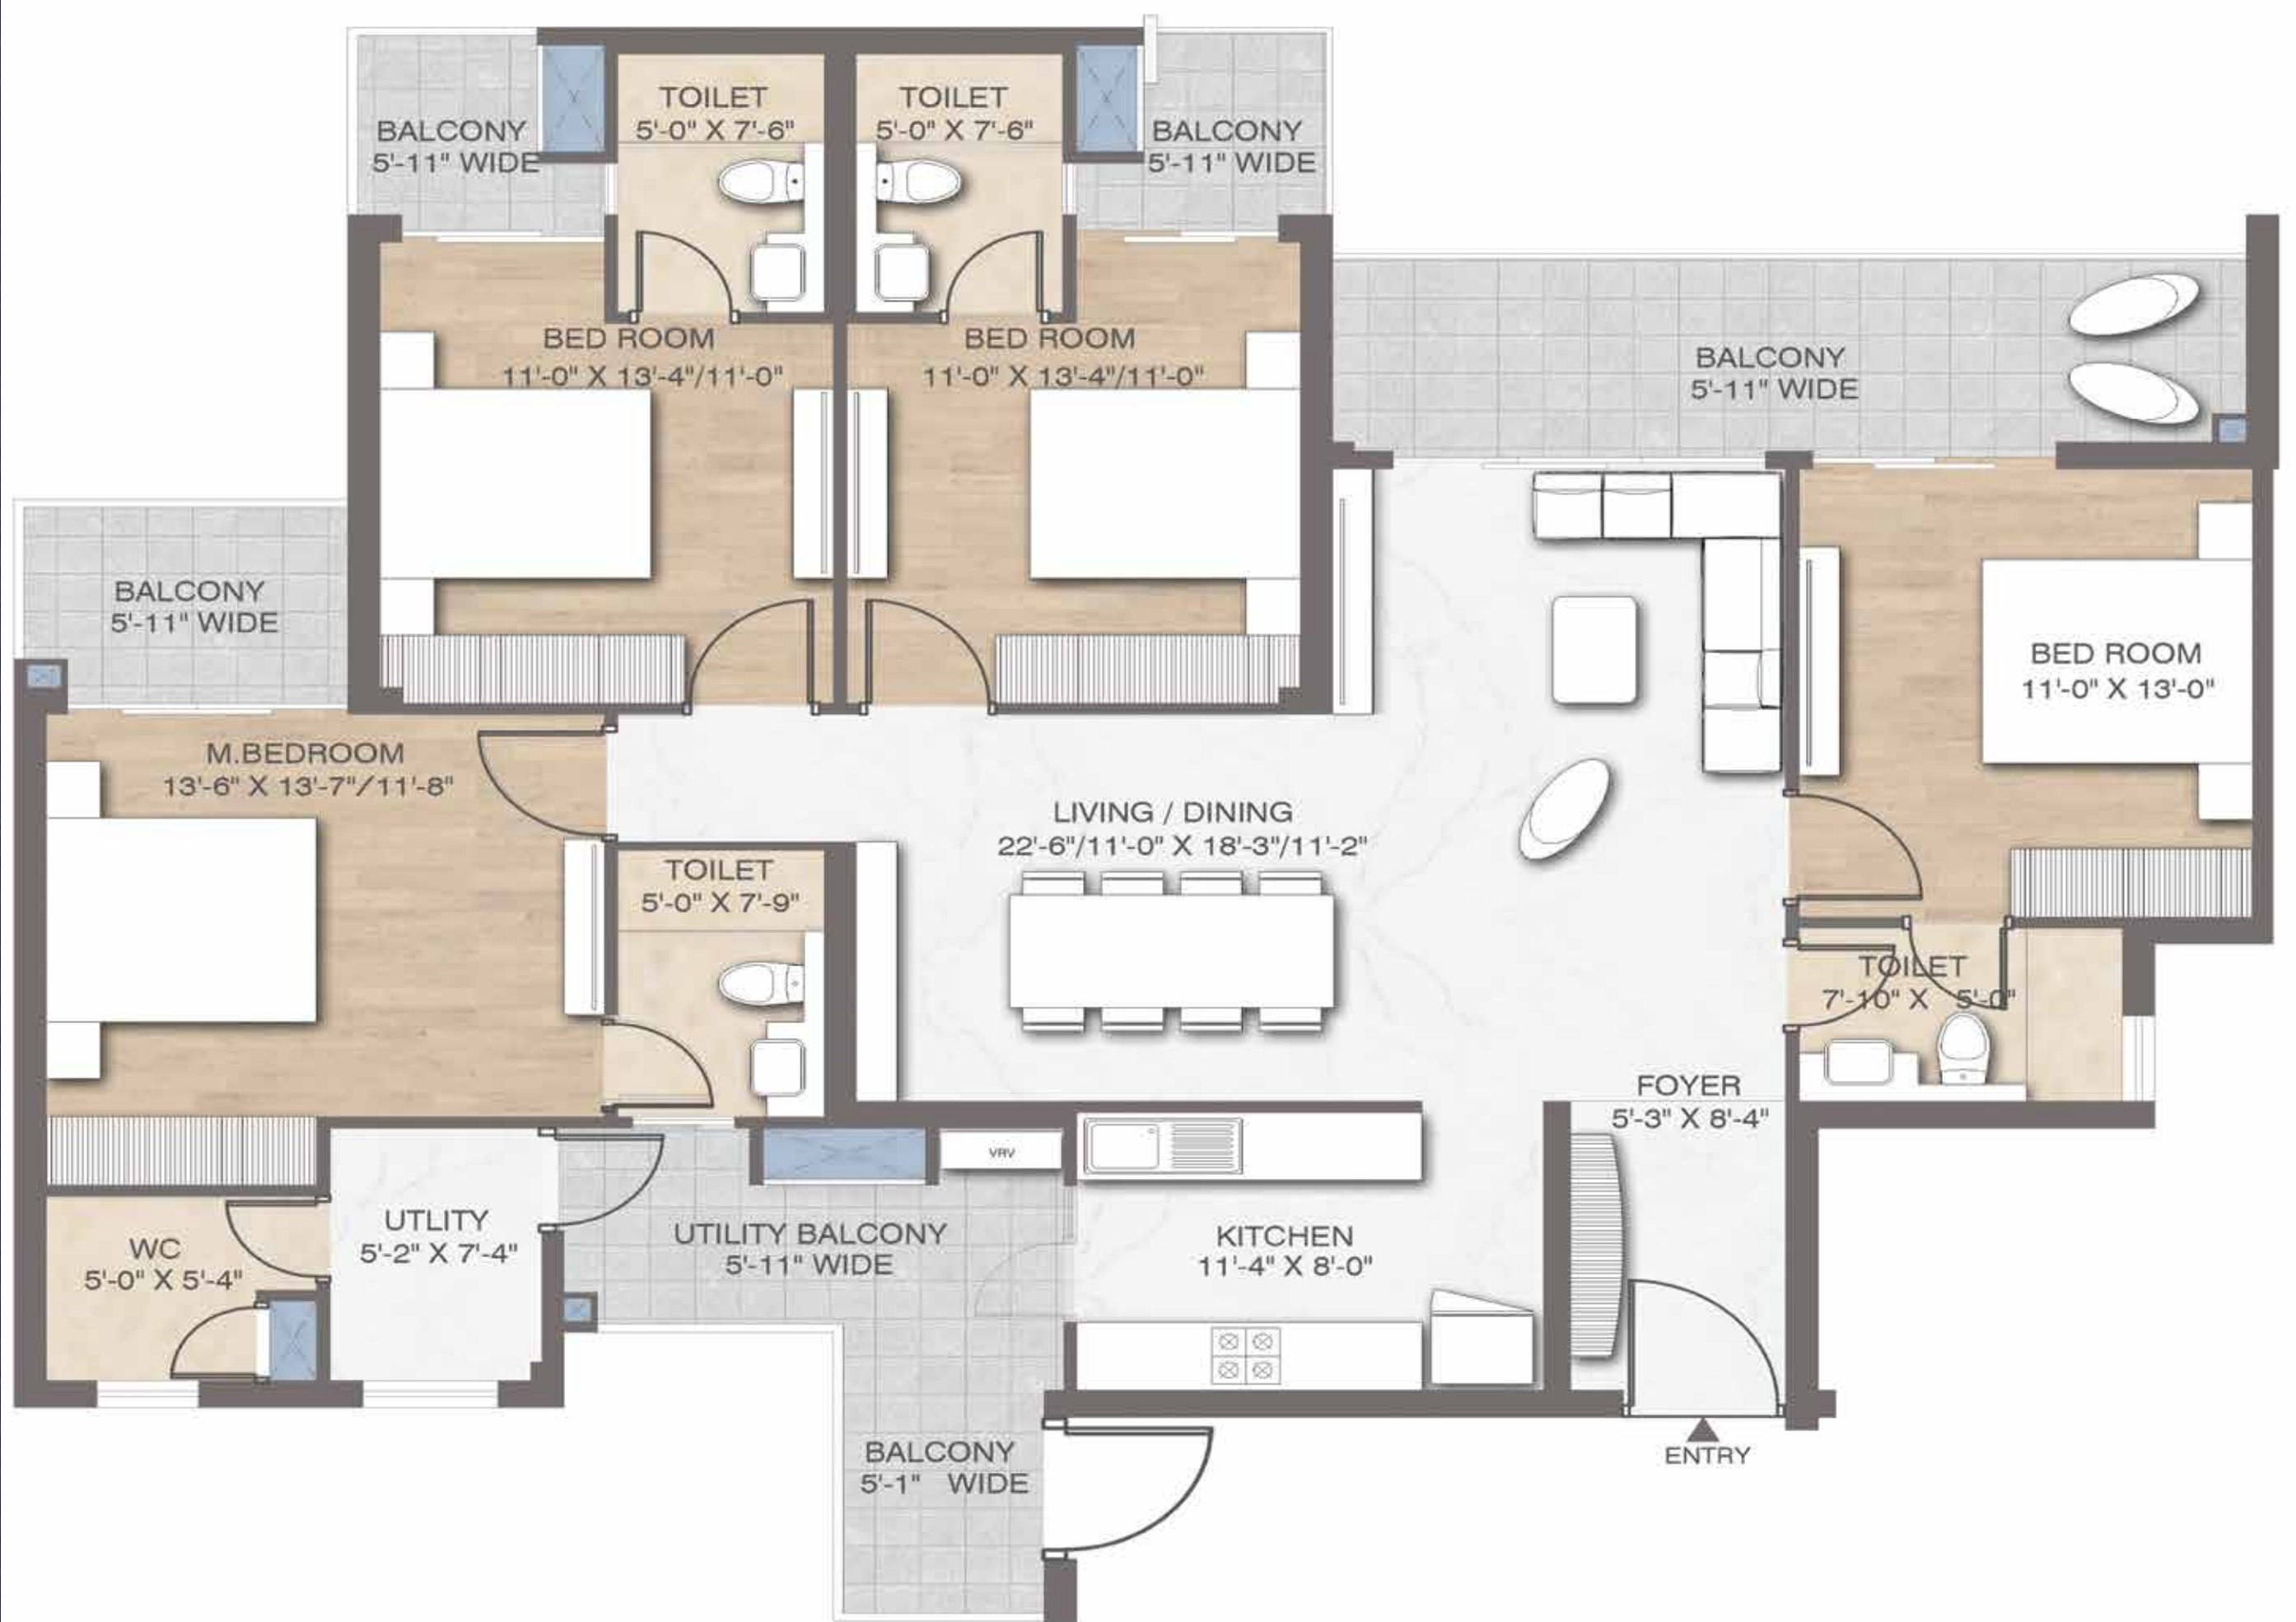 TOILET
5'-0" X 7'-6"
TOILET
5'-0" X 7'-6"
BALCONY
5'-11" WIDE
BALCONY
5'-11" WIDE
BED ROOM
11'-0" X 13'-4"/11'-0"
BED ROOM
11'-0" X 13'-4"/11'-0"
BALCONY
5'-11" WIDE
BALCONY
5'-11" WIDE
BED ROOM
11'-0" X 13'-0"
M.BEDROOM
13'-6" X 13'-7"/11'-8"
LIVING / DINING
22'-6"/11'-0" X 18'-3"/11'-2"
TOILET
5'-0" X 7'-9"
TOILET
7'-10" X 5'-0"
FOYER
5'-3" X 8'-4"
VRV
UTLITY
5'-2" X 7'-4"
UTILITY BALCONY
5'-11" WIDE
KITCHEN
11'-4" X 8'-0"
WC
5'-0" X 5'-4"
BALCONY
5'-1" WIDE
ENTRY